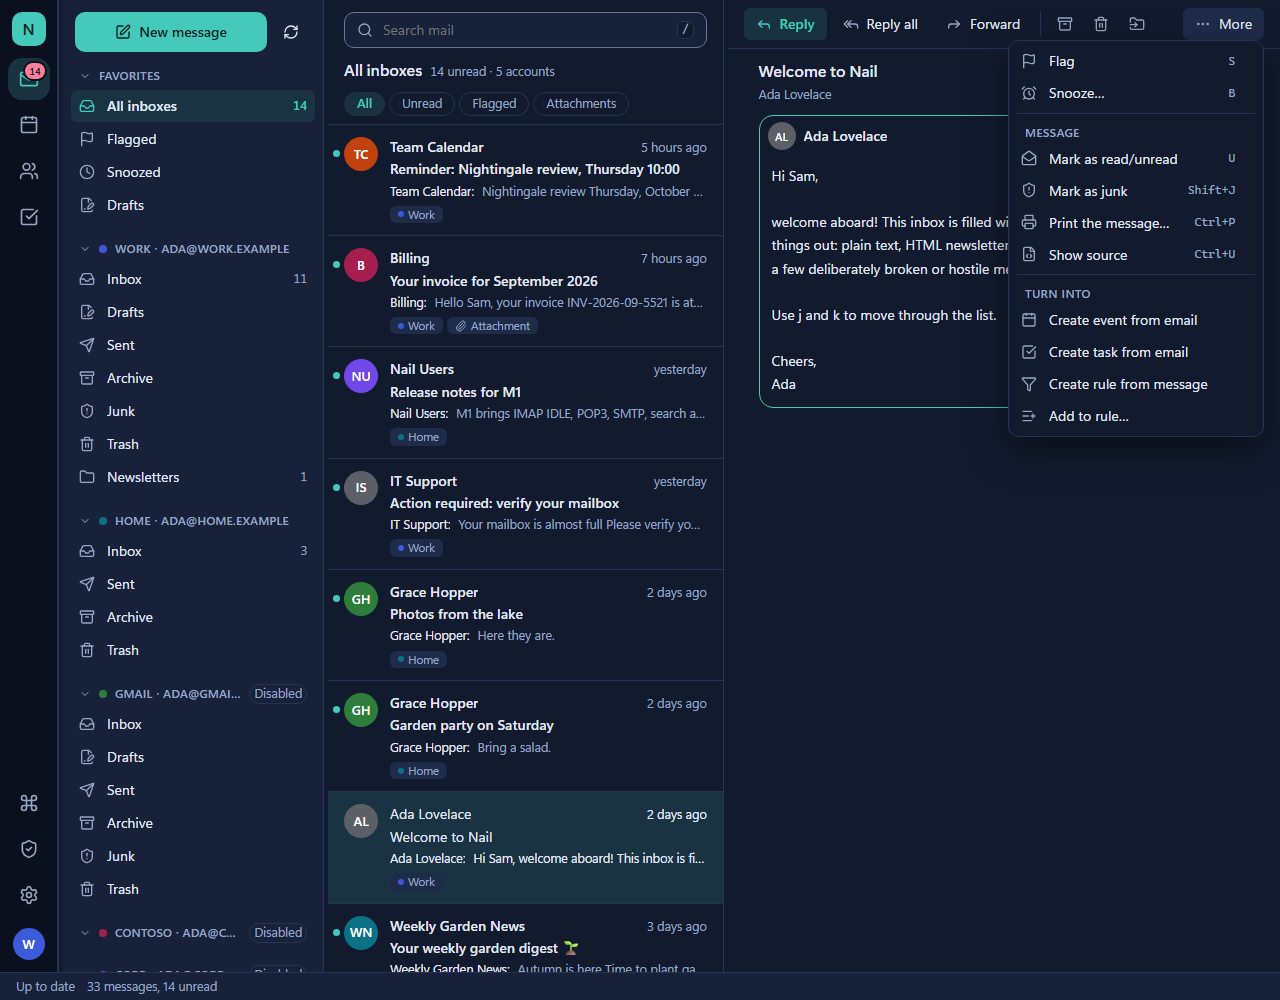 N
14
New message
FAVORITES
All inboxes 14
Flagged
Snoozed
Drafts
WORK · ADA@WORK.EXAMPLE
Inbox 11
Drafts
Sent
Archive
Junk
Trash
Newsletters 1
HOME · ADA@HOME.EXAMPLE
Inbox 3
Sent
Archive
Trash
GMAIL · ADA@GMAI... Disabled
Inbox
Drafts
Sent
Archive
Junk
Trash
CONTOSO · ADA@C... Disabled
W
Search mail /
All inboxes 14 unread · 5 accounts
All Unread Flagged Attachments
TC Team Calendar 5 hours ago
Reminder: Nightingale review, Thursday 10:00
Team Calendar: Nightingale review Thursday, October ...
Work
B Billing 7 hours ago
Your invoice for September 2026
Billing: Hello Sam, your invoice INV-2026-09-5521 is at...
Work Attachment
NU Nail Users yesterday
Release notes for M1
Nail Users: M1 brings IMAP IDLE, POP3, SMTP, search a...
Home
IS IT Support yesterday
Action required: verify your mailbox
IT Support: Your mailbox is almost full Please verify yo...
Work
GH Grace Hopper 2 days ago
Photos from the lake
Grace Hopper: Here they are.
Home
GH Grace Hopper 2 days ago
Garden party on Saturday
Grace Hopper: Bring a salad.
Home
AL Ada Lovelace 2 days ago
Welcome to Nail
Ada Lovelace: Hi Sam, welcome aboard! This inbox is fi...
Work
WN Weekly Garden News 3 days ago
Your weekly garden digest 🌱
Weekly Garden News: Autumn is here Time to plant ga...
Reply Reply all Forward More
Welcome to Nail
Ada Lovelace
AL Ada Lovelace
Hi Sam,
welcome aboard! This inbox is filled wi
things out: plain text, HTML newsletter
a few deliberately broken or hostile me
Use j and k to move through the list.
Cheers,
Ada
Flag S
Snooze... B
MESSAGE
Mark as read/unread U
Mark as junk Shift+J
Print the message... Ctrl+P
Show source Ctrl+U
TURN INTO
Create event from email
Create task from email
Create rule from message
Add to rule...
Up to date 33 messages, 14 unread